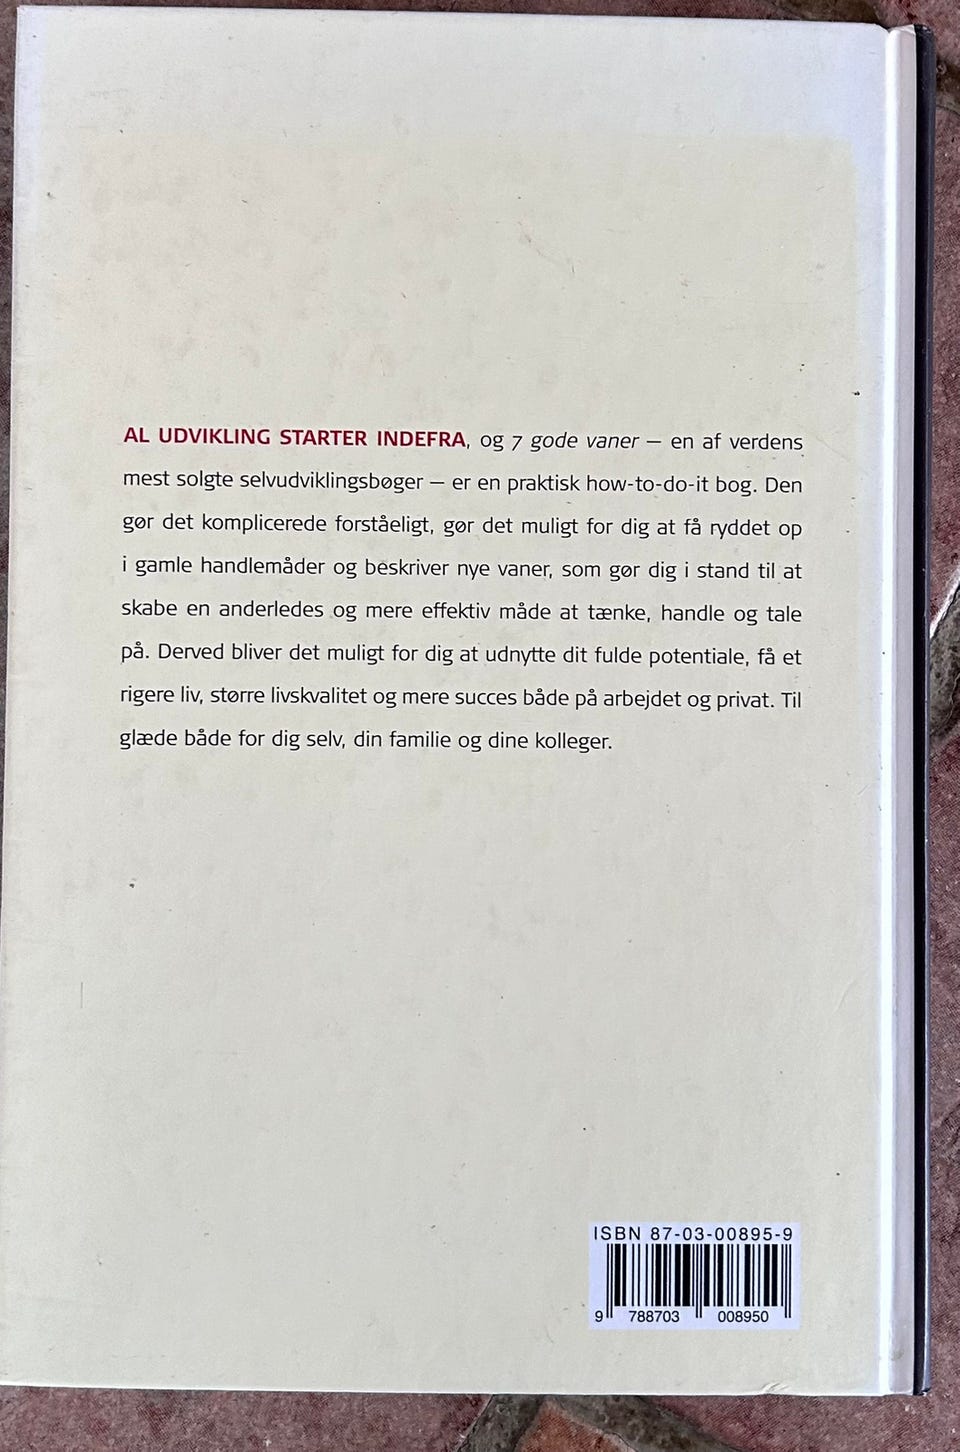 AL UDVIKLING STARTER INDEFRA, og 7 gode vaner – en af verdens
mest solgte selvudviklingsbøger – er en praktisk how-to-do-it bog. Den
gør det komplicerede forståeligt, gør det muligt for dig at få ryddet op
i gamle handlemåder og beskriver nye vaner, som gør dig i stand til at
skabe en anderledes og mere effektiv måde at tænke, handle og tale
på. Derved bliver det muligt for dig at udnytte dit fulde potentiale, få et
rigere liv, større livskvalitet og mere succes både på arbejdet og privat. Til
glæde både for dig selv, din familie og dine kolleger.
ISBN 87-03-00895-9
9 788703 008950